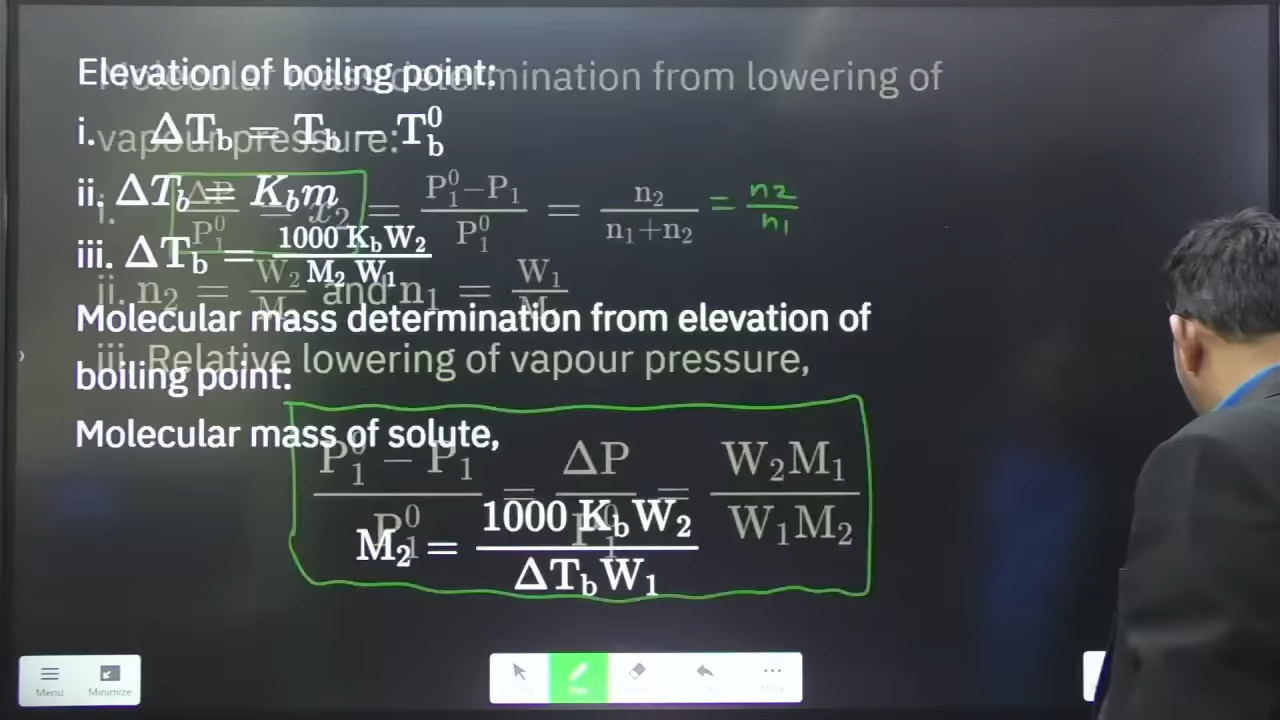 Elevation of boiling point:
i. ΔT_b = T_b − T_b^0
ii. ΔT_b = K_b m
iii. ΔT_b = 1000 K_b W_2 / M_2 W_1
Molecular mass determination from elevation of
boiling point:
Molecular mass of solute,
M_2 = 1000 K_b W_2 / ΔT_b W_1
Molecular mass determination from lowering of
vapour pressure:
i. ΔP / P_1^0 = x_2 = P_1^0 − P_1 / P_1^0 = n_2 / n_1 + n_2 = n2 / n1
ii. n_2 = W_2 / M and n_1 = W_1 / M
iii. Relative lowering of vapour pressure,
P_1^0 − P_1 / P_1^0 = ΔP / P_1^0 = W_2 M_1 / W_1 M_2
Menu Minimize